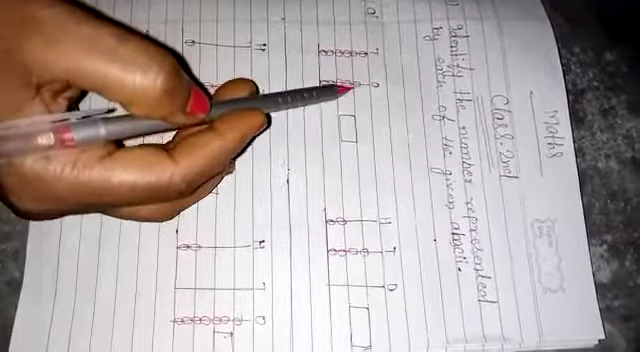 Maths
Class-2nd
Identify the number represented
by each of the given abacii.
T O
H T O
H
H T O